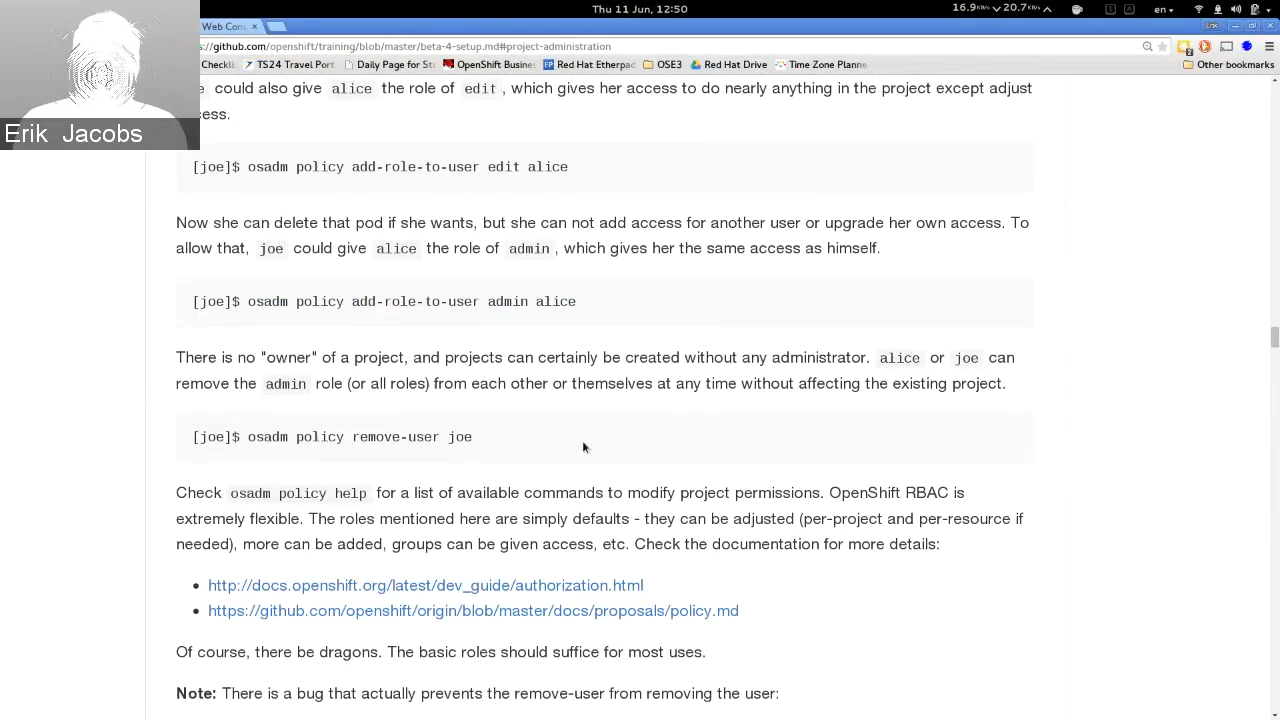 Thu 11 Jun, 12:50
16.9KB/s 20.7KB/s
en
Web Con
Erik
s://github.com/openshift/training/blob/master/beta-4-setup.md#project-administration
Checkli
TS24 Travel Port
Daily Page for St
OpenShift Busine
Red Hat Etherpad
OSE3
Red Hat Drive
Time Zone Planne
Other bookmarks
Erik Jacobs
could also give alice the role of edit , which gives her access to do nearly anything in the project except adjust
cess.
[joe]$ osadm policy add-role-to-user edit alice
Now she can delete that pod if she wants, but she can not add access for another user or upgrade her own access. To
allow that, joe could give alice the role of admin , which gives her the same access as himself.
[joe]$ osadm policy add-role-to-user admin alice
There is no "owner" of a project, and projects can certainly be created without any administrator. alice or joe can
remove the admin role (or all roles) from each other or themselves at any time without affecting the existing project.
[joe]$ osadm policy remove-user joe
Check osadm policy help for a list of available commands to modify project permissions. OpenShift RBAC is
extremely flexible. The roles mentioned here are simply defaults - they can be adjusted (per-project and per-resource if
needed), more can be added, groups can be given access, etc. Check the documentation for more details:
• http://docs.openshift.org/latest/dev_guide/authorization.html
• https://github.com/openshift/origin/blob/master/docs/proposals/policy.md
Of course, there be dragons. The basic roles should suffice for most uses.
Note: There is a bug that actually prevents the remove-user from removing the user: